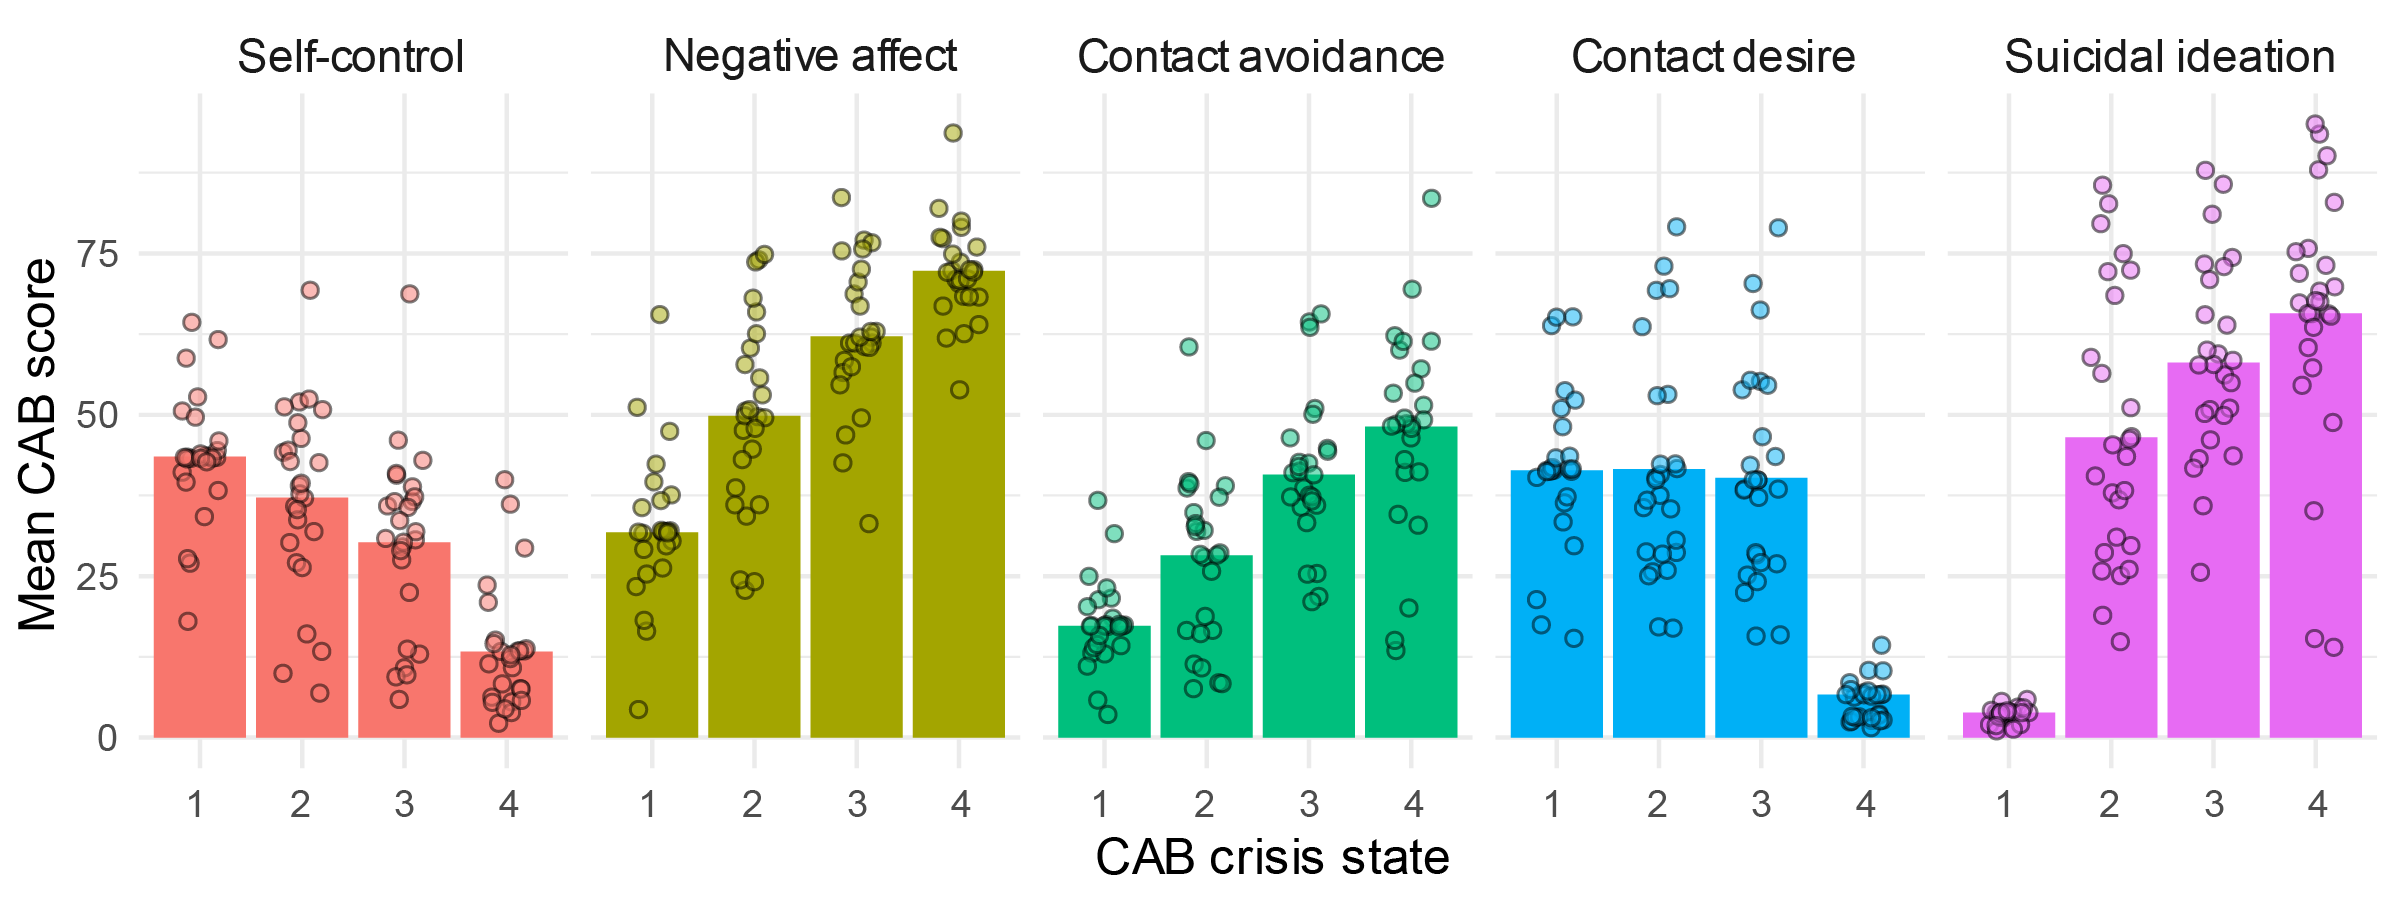 Self-control Negative affect Contact avoidance Contact desire Suicidal ideation
Mean CAB score
75
50
25
0
1 2 3 4 1 2 3 4 1 2 3 4 1 2 3 4 1 2 3 4
CAB crisis state